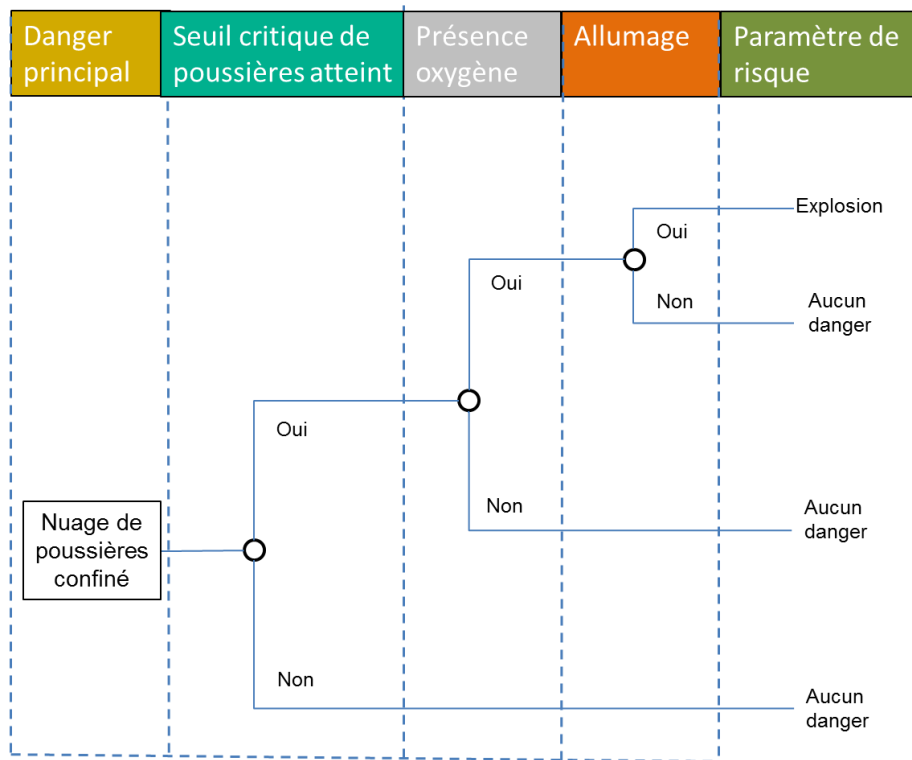 Danger
principal
Seuil critique de
poussières atteint
Présence
oxygène
Allumage
Paramètre de
risque
Explosion
Oui
Oui
Non
Aucun
danger
Oui
Non
Aucun
danger
Nuage de
poussières
confiné
Non
Aucun
danger